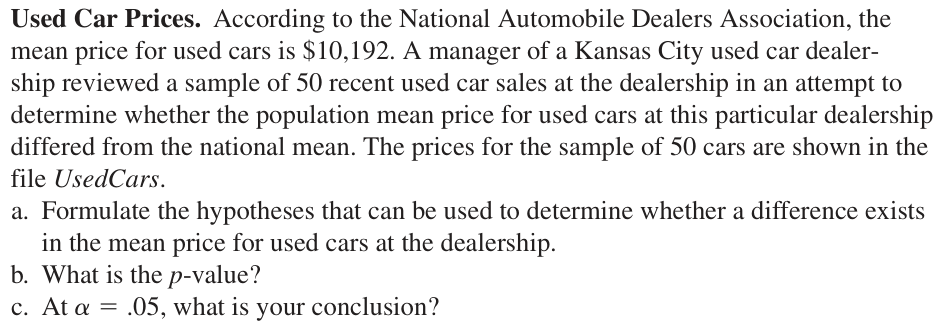 Used Car Prices. According to the National Automobile Dealers Association, the
mean price for used cars is $10,192. A manager of a Kansas City used car dealer-
ship reviewed a sample of 50 recent used car sales at the dealership in an attempt to
determine whether the population mean price for used cars at this particular dealership
differed from the national mean. The prices for the sample of 50 cars are shown in the
file UsedCars.
a. Formulate the hypotheses that can be used to determine whether a difference exists
in the mean price for used cars at the dealership.
b. What is the p-value?
c. At α = .05, what is your conclusion?